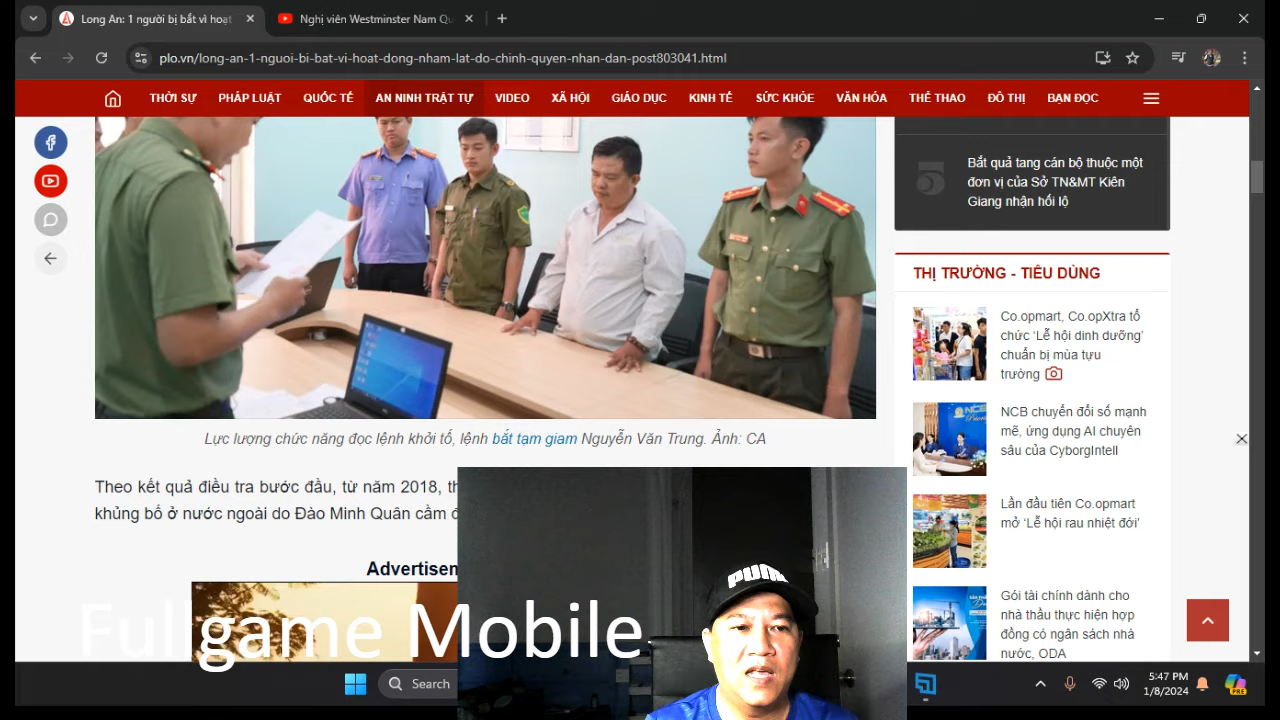 Long An: 1 người bị bắt vì hoạt
Nghị viên Westminster Nam Qu
plo.vn/long-an-1-nguoi-bi-bat-vi-hoat-dong-nham-lat-do-chinh-quyen-nhan-dan-post803041.html
THỜI SỰ PHÁP LUẬT QUỐC TẾ AN NINH TRẬT TỰ VIDEO XÃ HỘI GIÁO DỤC KINH TẾ SỨC KHỎE VĂN HÓA THỂ THAO ĐÔ THỊ BẠN ĐỌC
5
Bắt quả tang cán bộ thuộc một
đơn vị của Sở TN&MT Kiên
Giang nhận hối lộ
Lực lượng chức năng đọc lệnh khởi tố, lệnh bắt tạm giam Nguyễn Văn Trung. Ảnh: CA
Theo kết quả điều tra bước đầu, từ năm 2018,
khủng bố ở nước ngoài do Đào Minh Quân cầm
Advertisen
THỊ TRƯỜNG - TIÊU DÙNG
Co.opmart, Co.opXtra tổ
chức 'Lễ hội dinh dưỡng'
chuẩn bị mùa tựu
trường
NCB chuyển đổi số mạnh
mẽ, ứng dụng AI chuyên
sâu của CyborgIntell
Lần đầu tiên Co.opmart
mở 'Lễ hội rau nhiệt đới'
Gói tài chính dành cho
nhà thầu thực hiện hợp
đồng có ngân sách nhà
nước, ODA
PUMA
Fullgame Mobile
Search
5:47 PM
1/8/2024
PRE